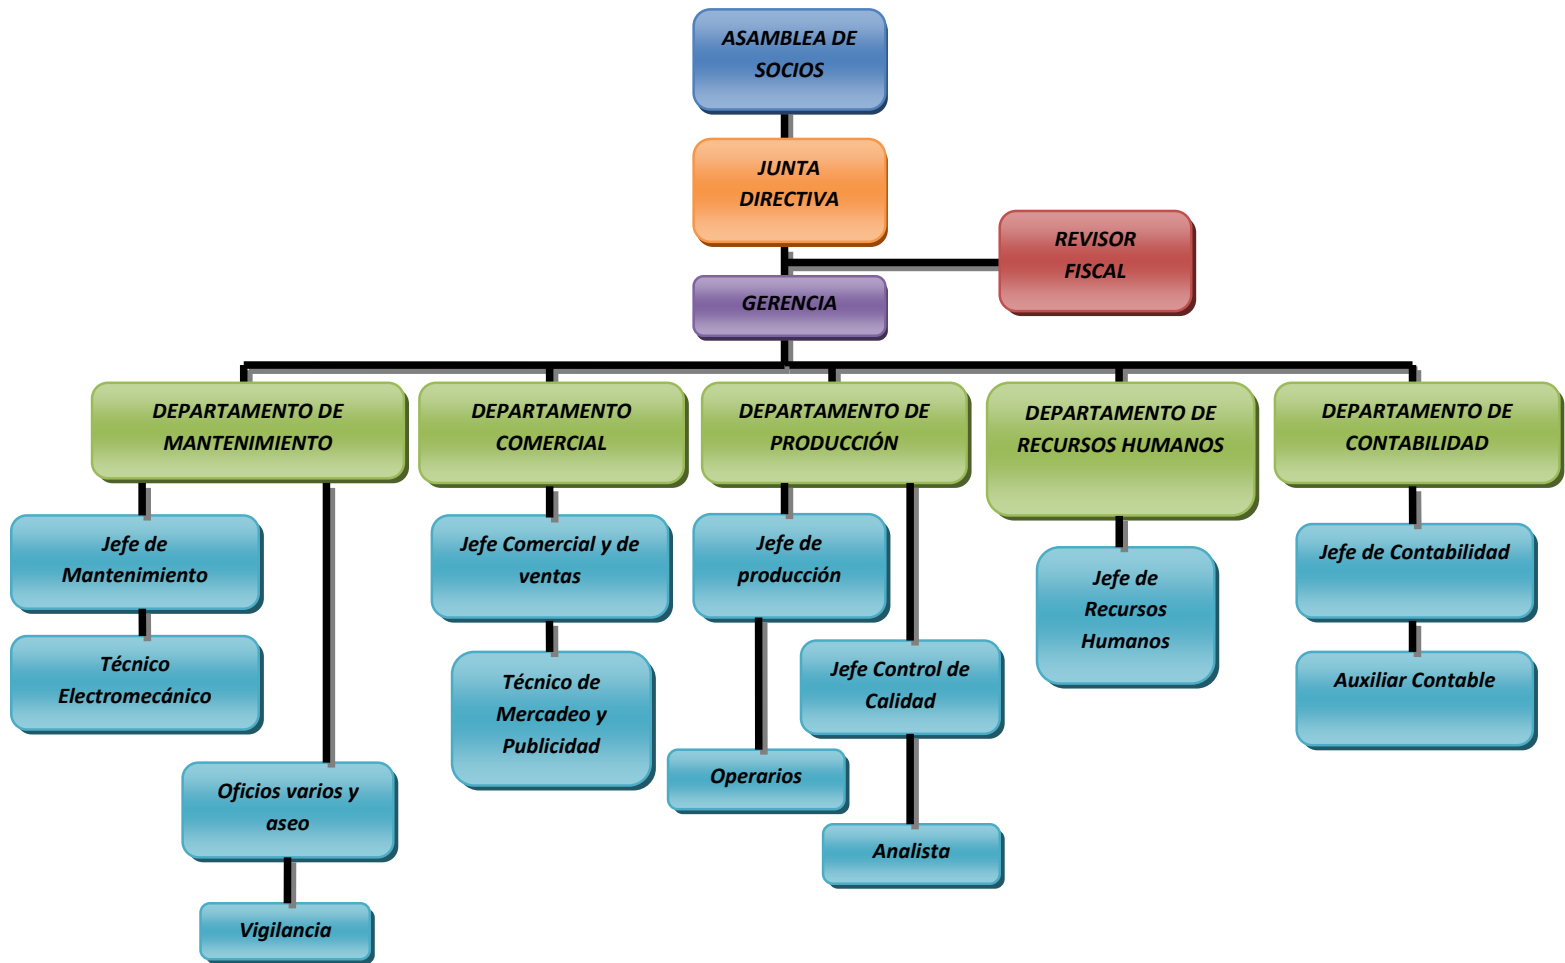 ASAMBLEA DE
SOCIOS
JUNTA
DIRECTIVA
REVISOR
FISCAL
GERENCIA
DEPARTAMENTO DE
MANTENIMIENTO
DEPARTAMENTO
COMERCIAL
DEPARTAMENTO DE
PRODUCCIÓN
DEPARTAMENTO DE
RECURSOS HUMANOS
DEPARTAMENTO DE
CONTABILIDAD
Jefe de
Mantenimiento
Jefe Comercial y de
ventas
Jefe de
producción
Jefe de
Recursos
Humanos
Jefe de Contabilidad
Técnico
Electromecánico
Técnico de
Mercadeo y
Publicidad
Jefe Control de
Calidad
Auxiliar Contable
Oficios varios y
aseo
Operarios
Analista
Vigilancia